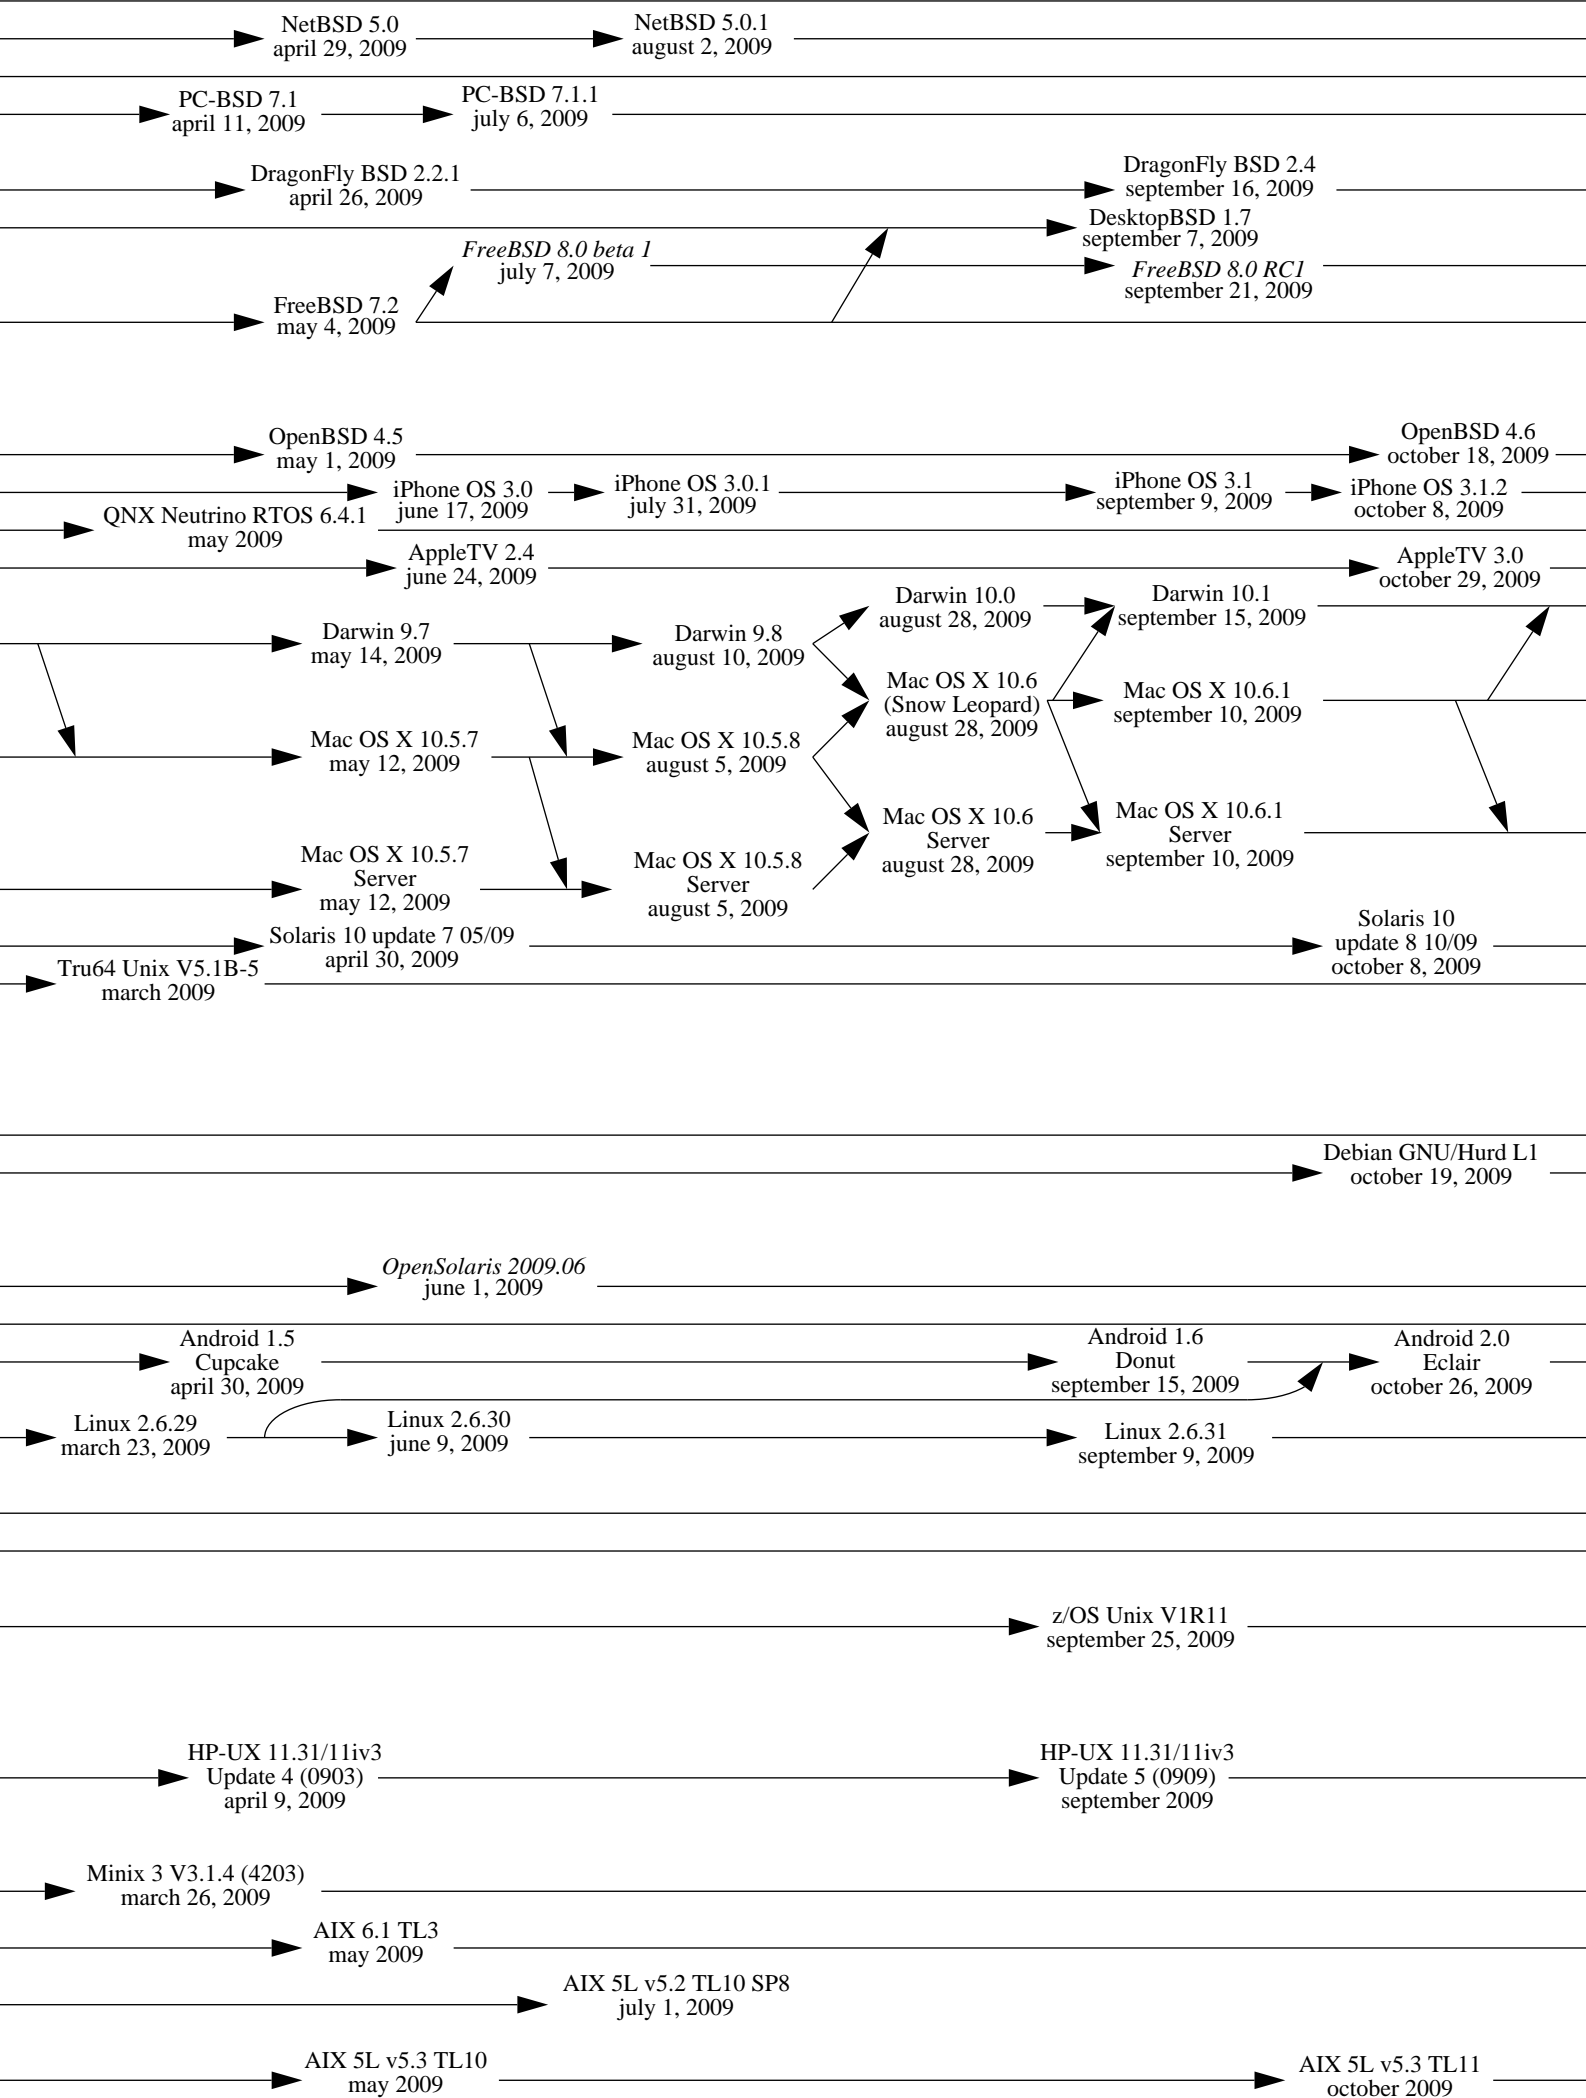 NetBSD 5.0
april 29, 2009
NetBSD 5.0.1
august 2, 2009
PC-BSD 7.1
april 11, 2009
PC-BSD 7.1.1
july 6, 2009
DragonFly BSD 2.2.1
april 26, 2009
DragonFly BSD 2.4
september 16, 2009
DesktopBSD 1.7
september 7, 2009
FreeBSD 8.0 beta 1
july 7, 2009
FreeBSD 8.0 RC1
september 21, 2009
FreeBSD 7.2
may 4, 2009
OpenBSD 4.5
may 1, 2009
OpenBSD 4.6
october 18, 2009
iPhone OS 3.0
june 17, 2009
iPhone OS 3.0.1
july 31, 2009
iPhone OS 3.1
september 9, 2009
iPhone OS 3.1.2
october 8, 2009
QNX Neutrino RTOS 6.4.1
may 2009
AppleTV 2.4
june 24, 2009
AppleTV 3.0
october 29, 2009
Darwin 10.0
august 28, 2009
Darwin 10.1
september 15, 2009
Darwin 9.7
may 14, 2009
Darwin 9.8
august 10, 2009
Mac OS X 10.6
(Snow Leopard)
august 28, 2009
Mac OS X 10.6.1
september 10, 2009
Mac OS X 10.5.7
may 12, 2009
Mac OS X 10.5.8
august 5, 2009
Mac OS X 10.6
Server
august 28, 2009
Mac OS X 10.6.1
Server
september 10, 2009
Mac OS X 10.5.7
Server
may 12, 2009
Mac OS X 10.5.8
Server
august 5, 2009
Solaris 10 update 7 05/09
april 30, 2009
Solaris 10
update 8 10/09
october 8, 2009
Tru64 Unix V5.1B-5
march 2009
Debian GNU/Hurd L1
october 19, 2009
OpenSolaris 2009.06
june 1, 2009
Android 1.5
Cupcake
april 30, 2009
Android 1.6
Donut
september 15, 2009
Android 2.0
Eclair
october 26, 2009
Linux 2.6.29
march 23, 2009
Linux 2.6.30
june 9, 2009
Linux 2.6.31
september 9, 2009
z/OS Unix V1R11
september 25, 2009
HP-UX 11.31/11iv3
Update 4 (0903)
april 9, 2009
HP-UX 11.31/11iv3
Update 5 (0909)
september 2009
Minix 3 V3.1.4 (4203)
march 26, 2009
AIX 6.1 TL3
may 2009
AIX 5L v5.2 TL10 SP8
july 1, 2009
AIX 5L v5.3 TL10
may 2009
AIX 5L v5.3 TL11
october 2009